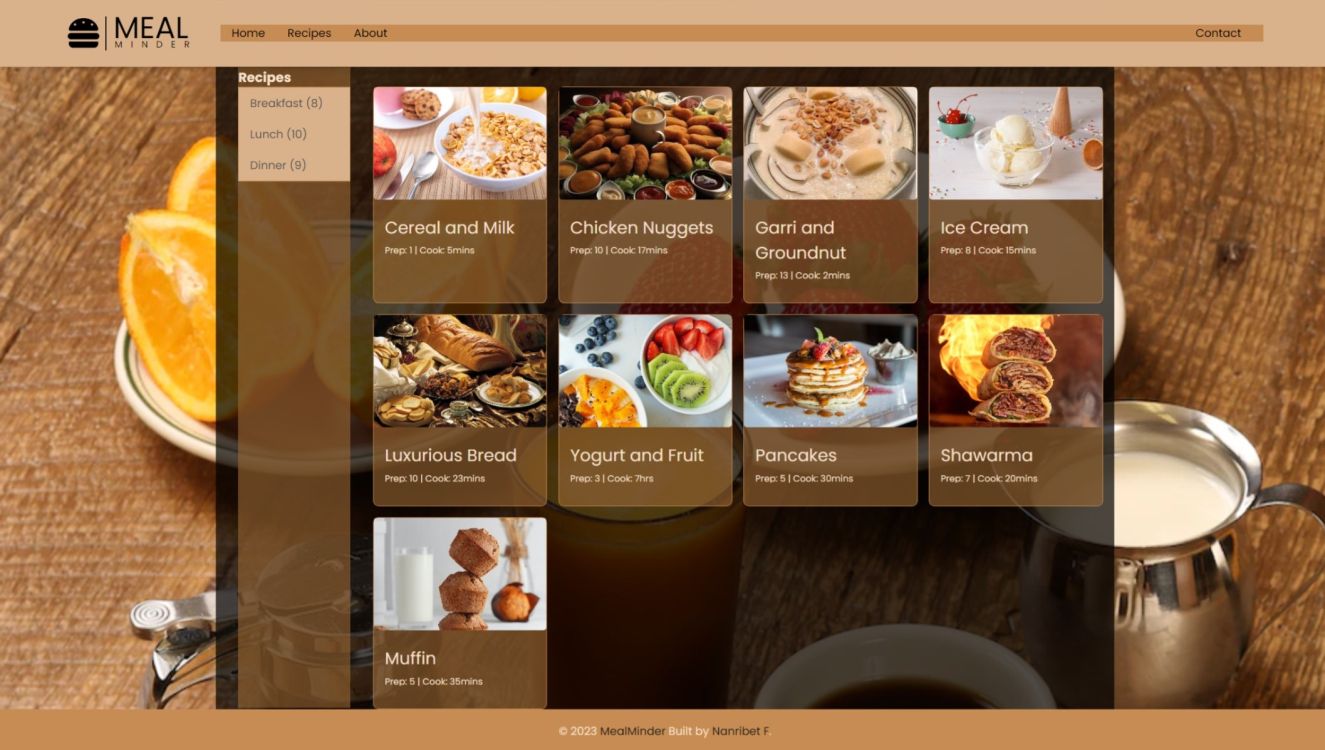 MEAL
MINDER
Home Recipes About Contact
Recipes
Breakfast (8)
Lunch (10)
Dinner (9)
Cereal and Milk
Prep: 1 | Cook: 5mins
Chicken Nuggets
Prep: 10 | Cook: 17mins
Garri and
Groundnut
Prep: 13 | Cook: 2mins
Ice Cream
Prep: 8 | Cook: 15mins
Luxurious Bread
Prep: 10 | Cook: 23mins
Yogurt and Fruit
Prep: 3 | Cook: 7hrs
Pancakes
Prep: 5 | Cook: 30mins
Shawarma
Prep: 7 | Cook: 20mins
Muffin
Prep: 5 | Cook: 35mins
© 2023 MealMinder Built by Nanribet F.